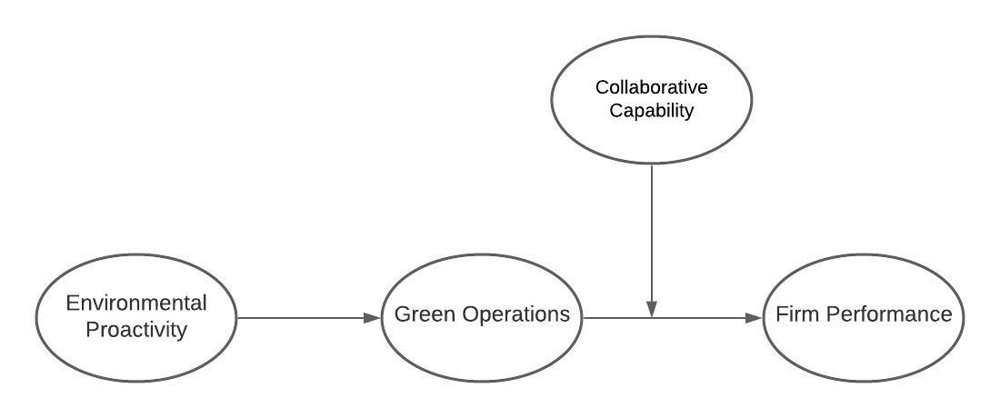 Collaborative
Capability
Environmental
Proactivity
Green Operations
Firm Performance